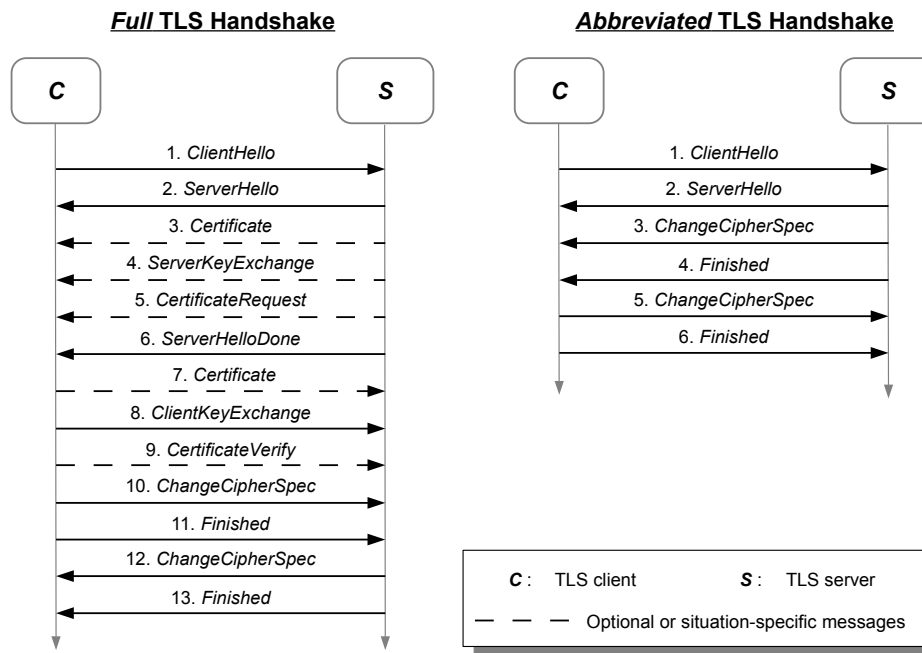 Full TLS Handshake
C
S
1. ClientHello
2. ServerHello
3. Certificate
4. ServerKeyExchange
5. CertificateRequest
6. ServerHelloDone
7. Certificate
8. ClientKeyExchange
9. CertificateVerify
10. ChangeCipherSpec
11. Finished
12. ChangeCipherSpec
13. Finished
Abbreviated TLS Handshake
C
S
1. ClientHello
2. ServerHello
3. ChangeCipherSpec
4. Finished
5. ChangeCipherSpec
6. Finished
C : TLS client
S : TLS server
Optional or situation-specific messages